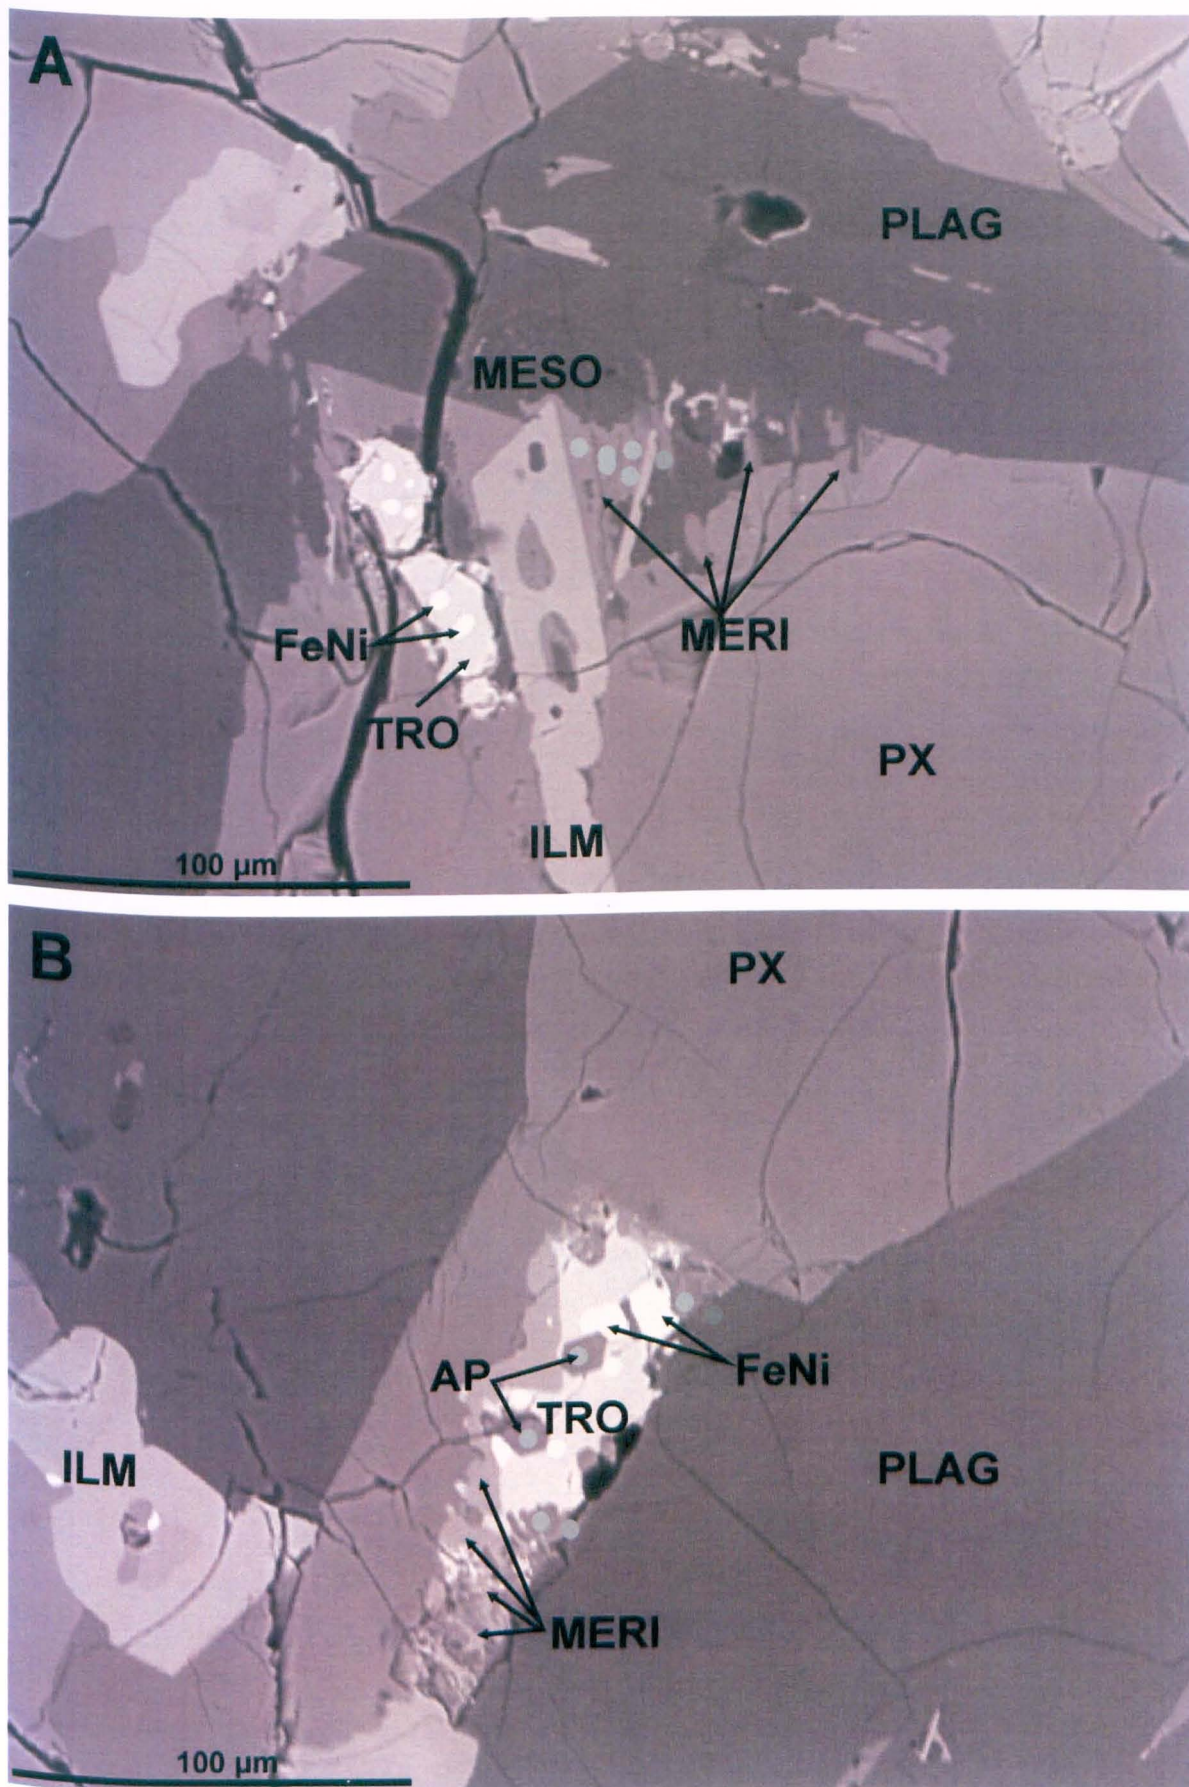 A
PLAG
MESO
MERI
FeNi
TRO
PX
ILM
100 µm
B
PX
AP
FeNi
TRO
ILM
PLAG
MERI
100 µm